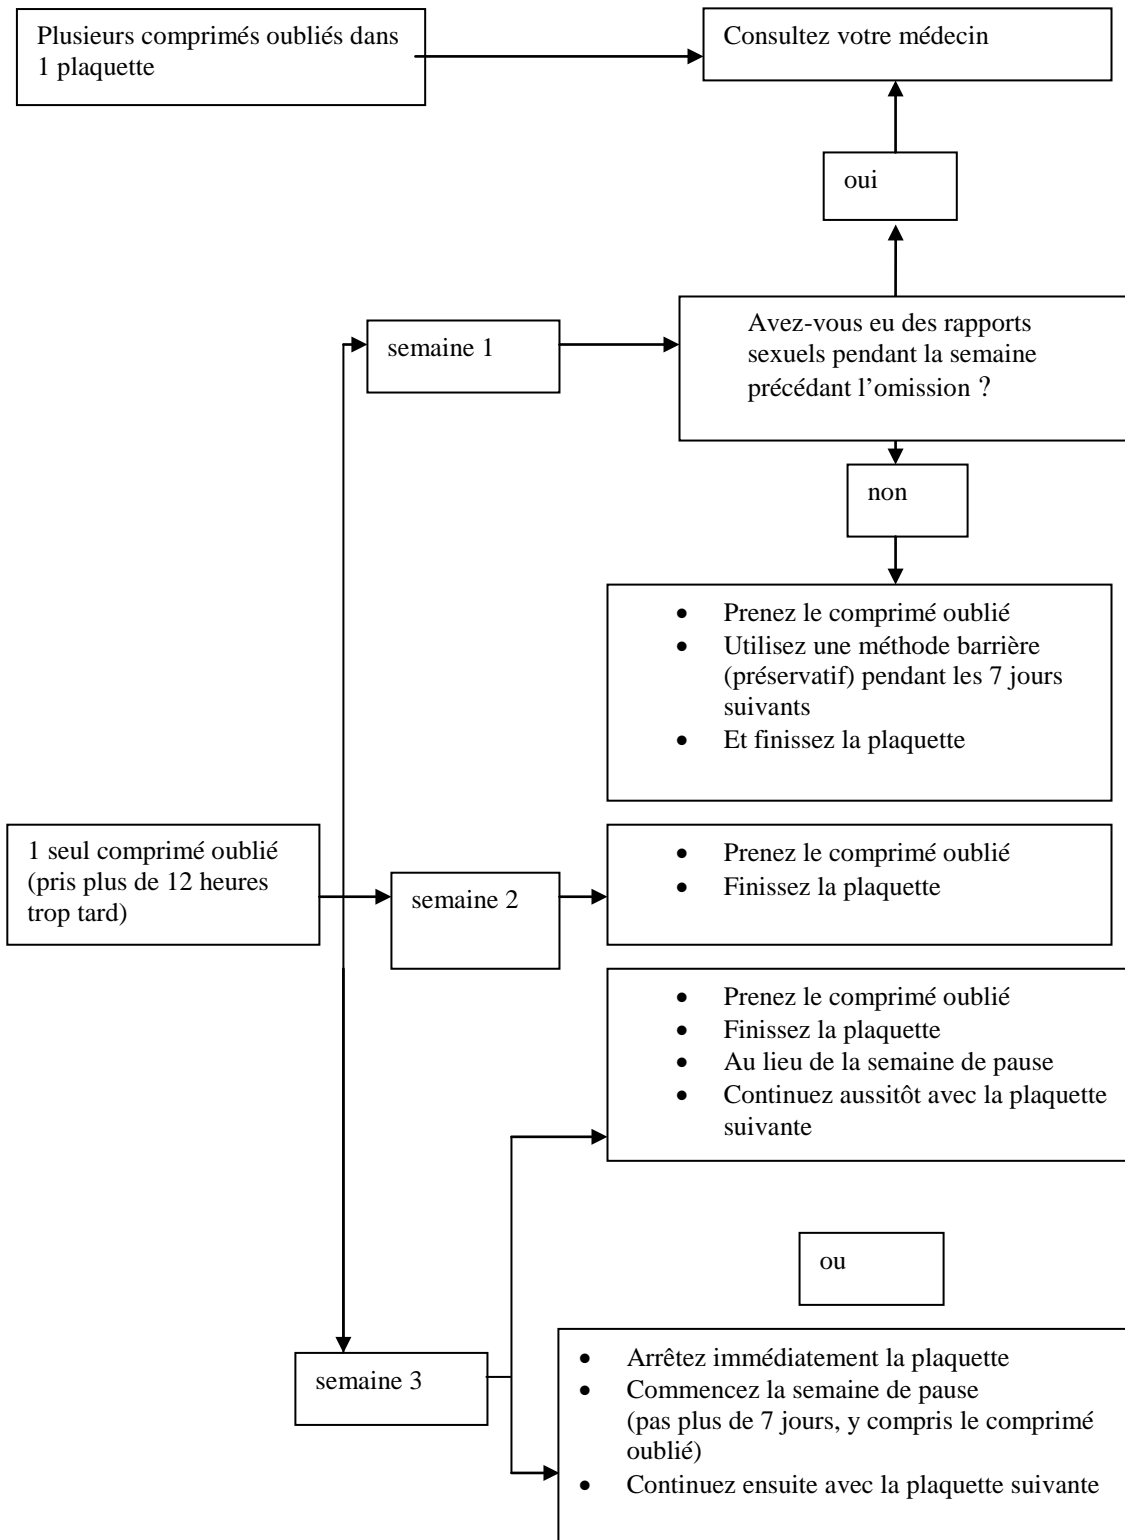 Plusieurs comprimés oubliés dans
1 plaquette
Consultez votre médecin
oui
semaine 1
Avez-vous eu des rapports
sexuels pendant la semaine
précédant l’omission ?
non
• Prenez le comprimé oublié
• Utilisez une méthode barrière
(préservatif) pendant les 7 jours
suivants
• Et finissez la plaquette
1 seul comprimé oublié
(pris plus de 12 heures
trop tard)
semaine 2
• Prenez le comprimé oublié
• Finissez la plaquette
• Prenez le comprimé oublié
• Finissez la plaquette
• Au lieu de la semaine de pause
• Continuez aussitôt avec la plaquette
suivante
ou
semaine 3
• Arrêtez immédiatement la plaquette
• Commencez la semaine de pause
(pas plus de 7 jours, y compris le comprimé
oublié)
• Continuez ensuite avec la plaquette suivante